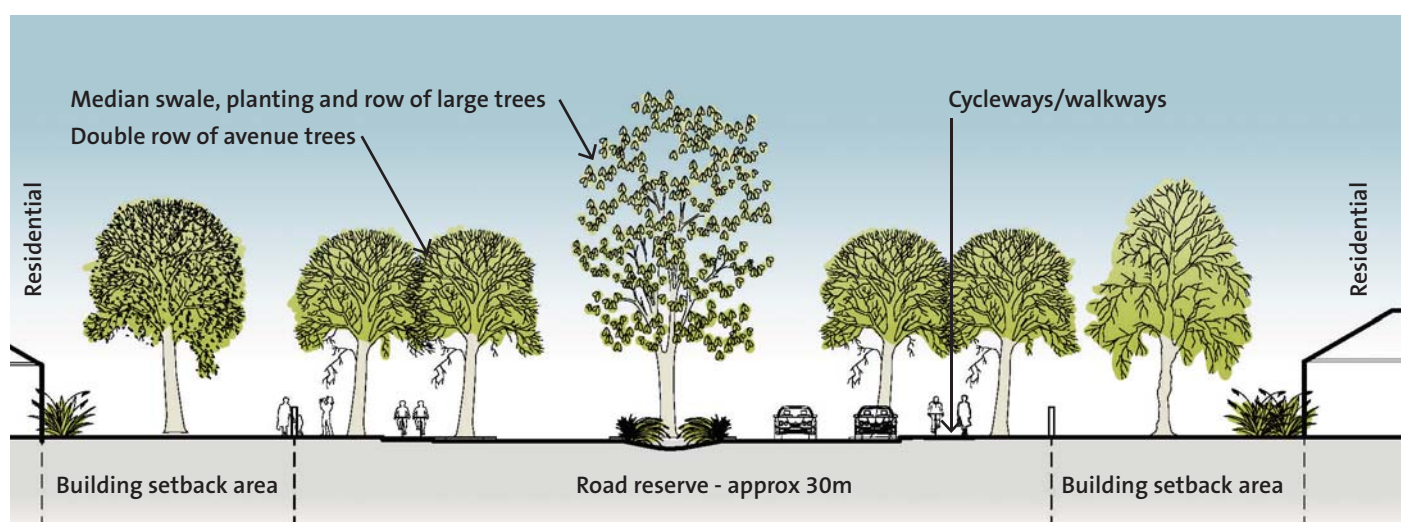 Median swale, planting and row of large trees
Double row of avenue trees
Cycleways/walkways
Residential
Residential
Building setback area
Road reserve - approx 30m
Building setback area